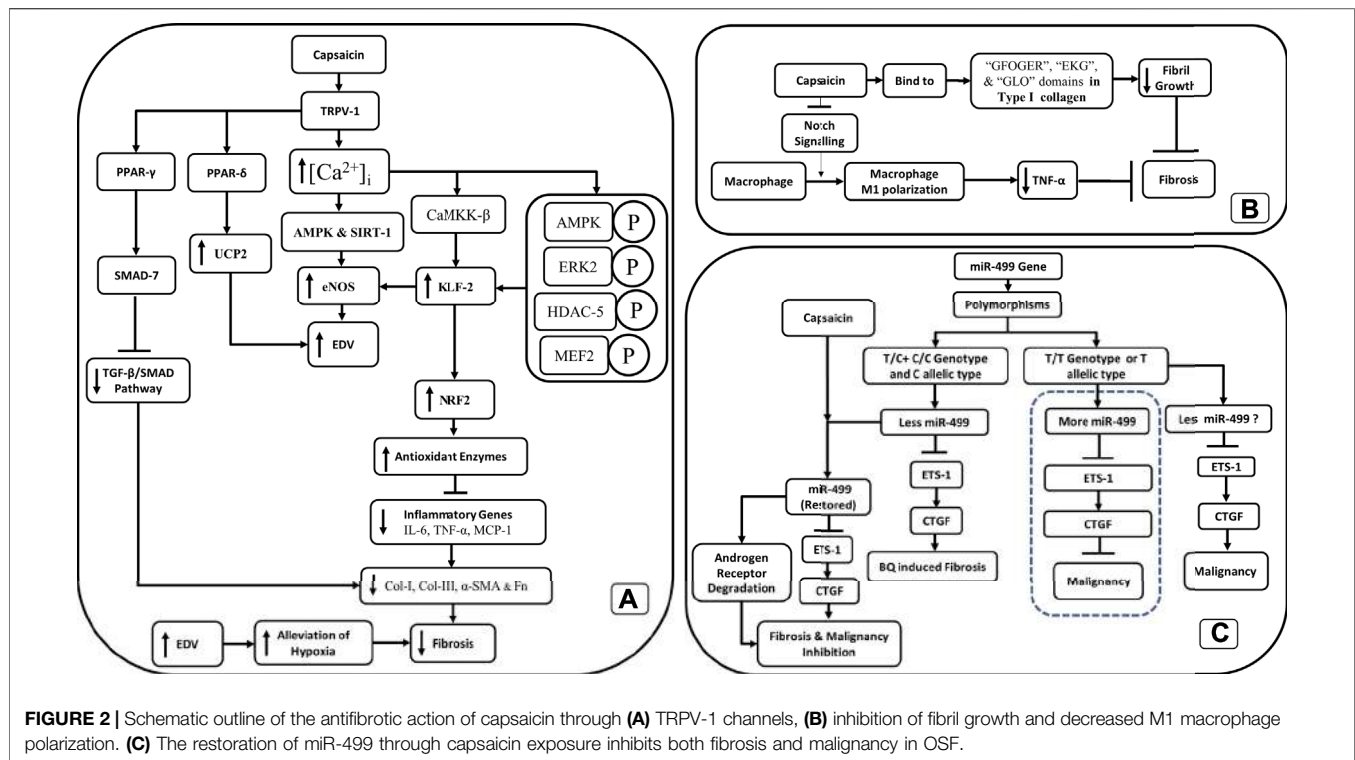 Capsaicin
TRPV-1
PPAR-γ
PPAR-δ
↑[Ca²⁺]i
CaMKK-β
AMPK P
ERK2 P
HDAC-5 P
MEF2 P
AMPK & SIRT-1
UCP2
SMAD-7
eNOS
KLF-2
EDV
TGF-β/SMAD
Pathway
NRF2
Antioxidant Enzymes
Inflammatory Genes
IL-6, TNF-α, MCP-1
Col-I, Col-III, α-SMA & Fn
EDV
Alleviation of
Hypoxia
Fibrosis
A
Capsaicin
Bind to
"GFOGER", "EKG",
& "GLO" domains in
Type I collagen
Fibril
Growth
Notch
Signalling
Macrophage
Macrophage
M1 polarization
TNF-α
Fibrosis
B
miR-499 Gene
Polymorphisms
Capsaicin
T/C+ C/C Genotype
and C allelic type
T/T Genotype or T
allelic type
Less miR-499
More miR-499
Less miR-499 ?
ETS-1
ETS-1
ETS-1
miR-499
(Restored)
CTGF
CTGF
CTGF
ETS-1
Androgen
Receptor
Degradation
BQ induced Fibrosis
CTGF
Malignancy
Malignancy
Fibrosis & Malignancy
Inhibition
C
FIGURE 2 | Schematic outline of the antifibrotic action of capsaicin through (A) TRPV-1 channels, (B) inhibition of fibril growth and decreased M1 macrophage
polarization. (C) The restoration of miR-499 through capsaicin exposure inhibits both fibrosis and malignancy in OSF.